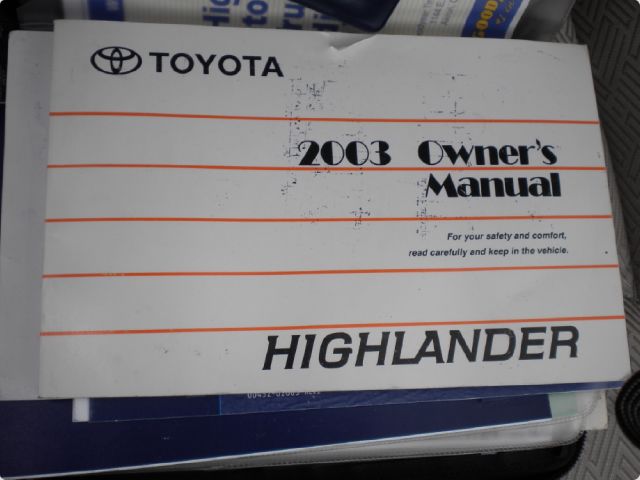 TOYOTA
2003 Owner's
Manual
For your safety and comfort,
read carefully and keep in the vehicle.
HIGHLANDER